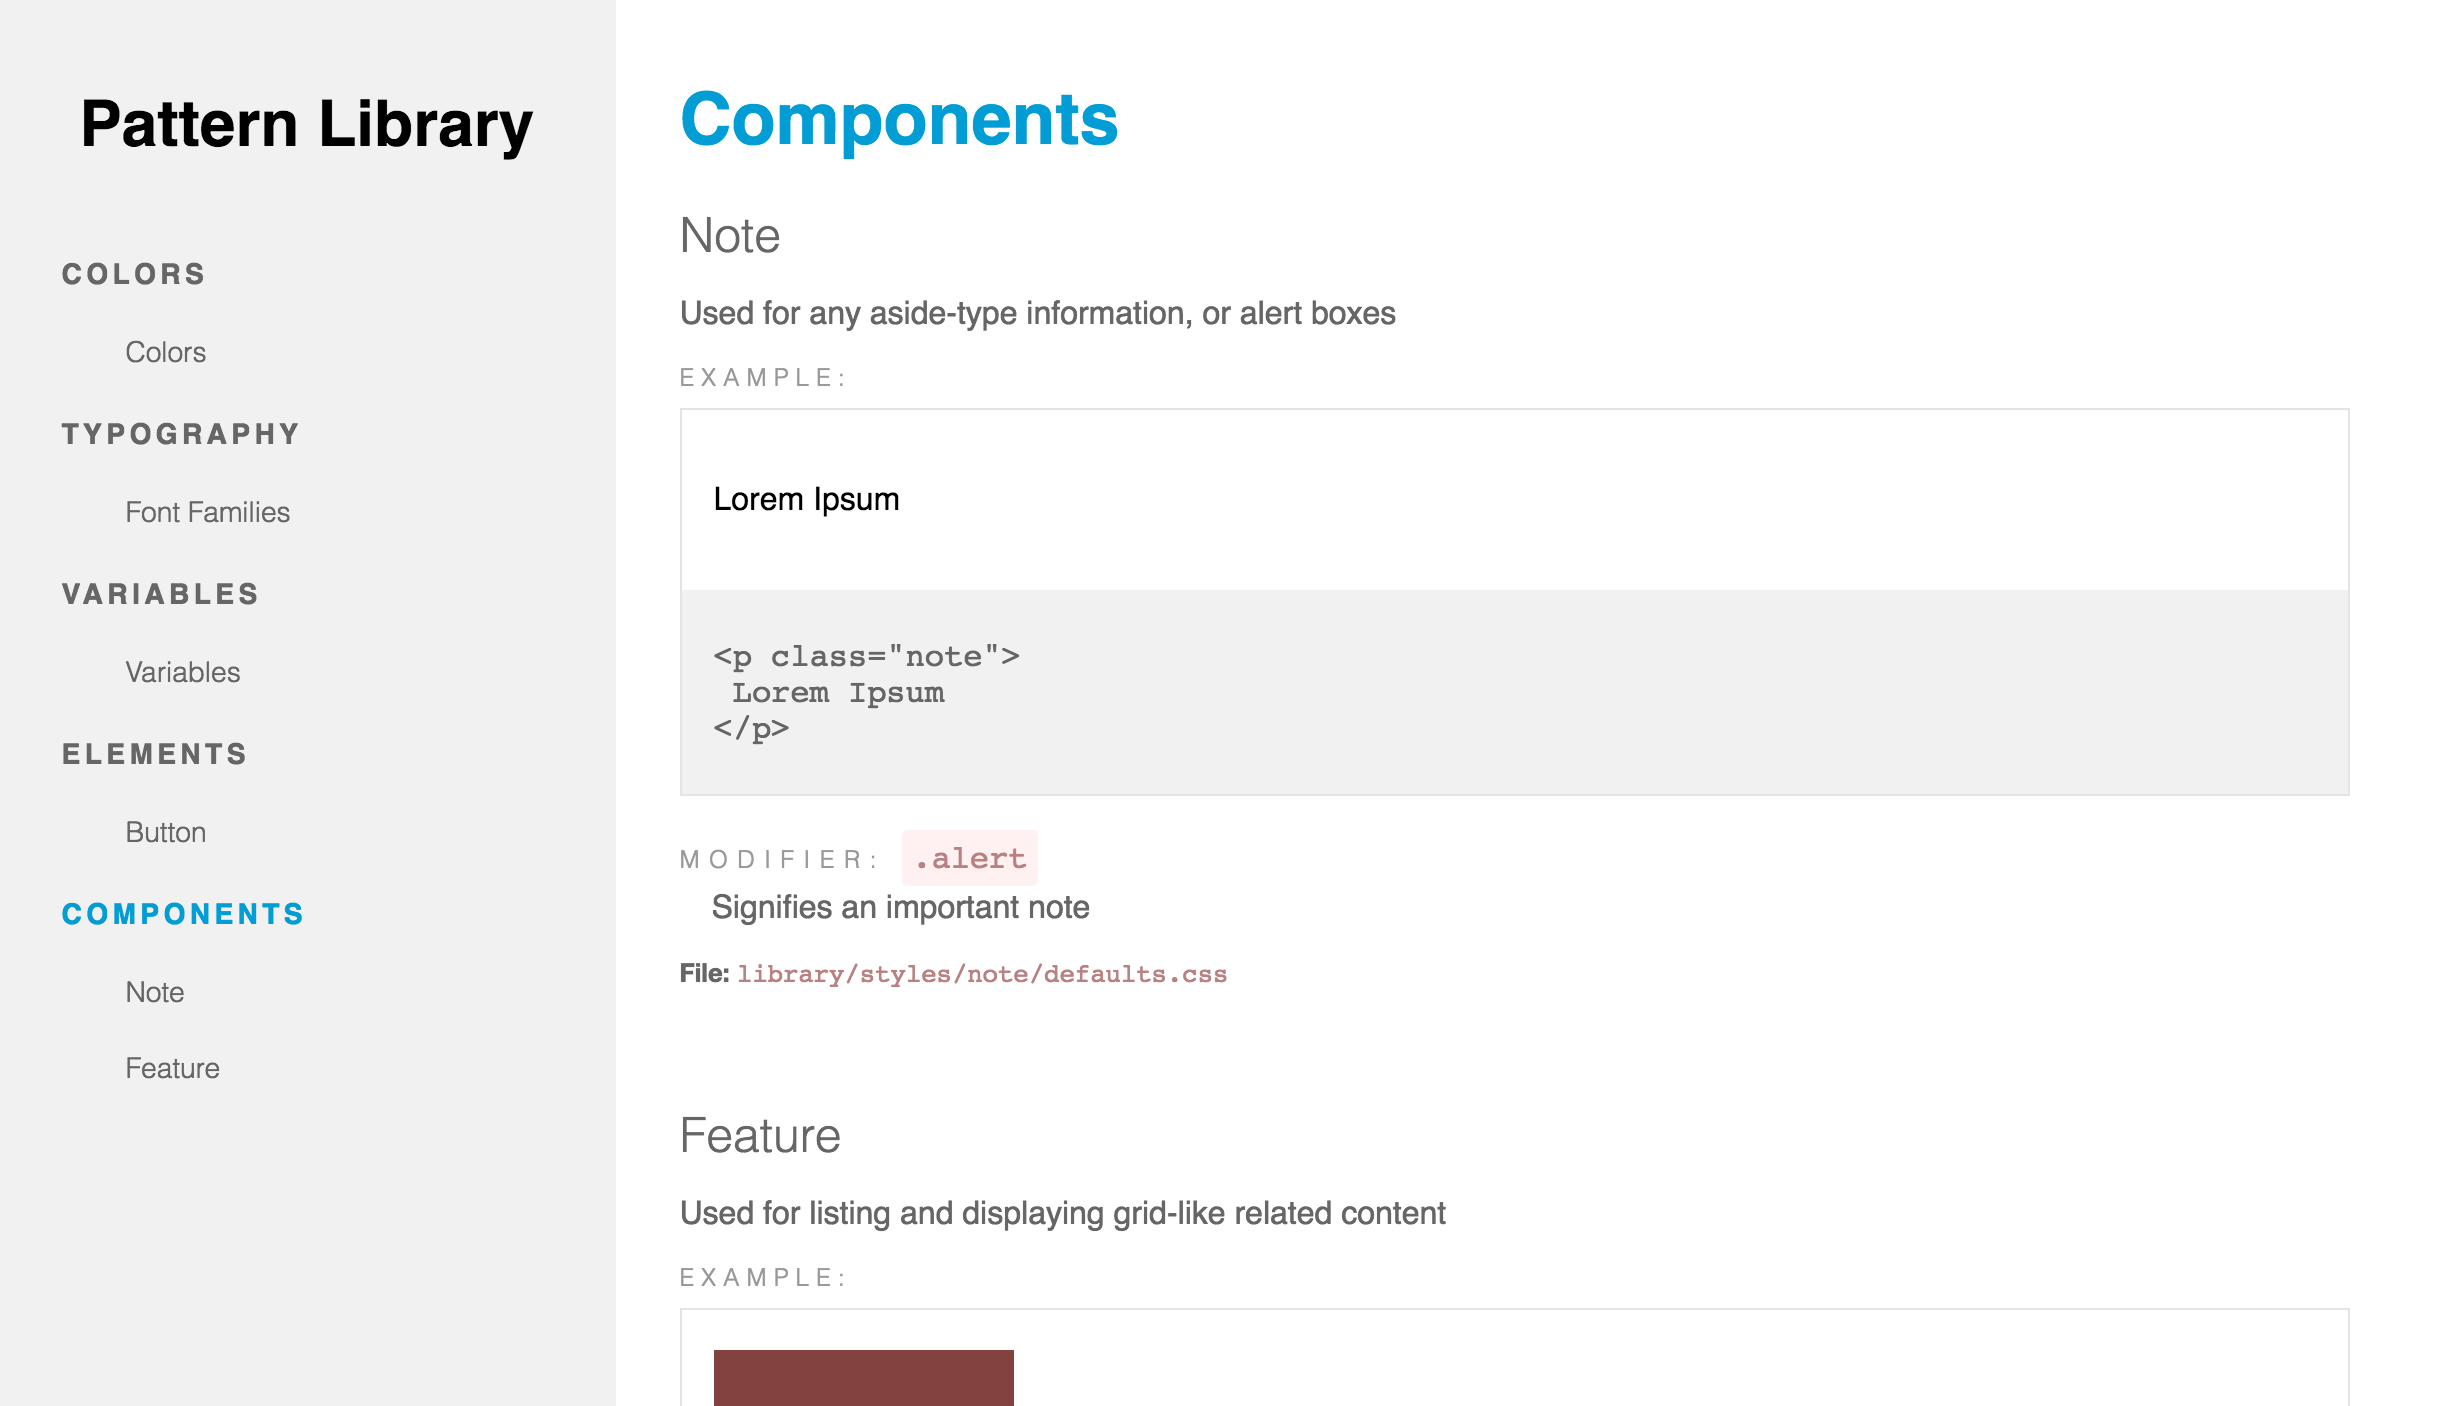 Pattern Library
COLORS
Colors
TYPOGRAPHY
Font Families
VARIABLES
Variables
ELEMENTS
Button
COMPONENTS
Note
Feature
Components
Note
Used for any aside-type information, or alert boxes
EXAMPLE:
Lorem Ipsum
<p class="note">
 Lorem Ipsum
</p>
MODIFIER: .alert
Signifies an important note
File: library/styles/note/defaults.css
Feature
Used for listing and displaying grid-like related content
EXAMPLE: